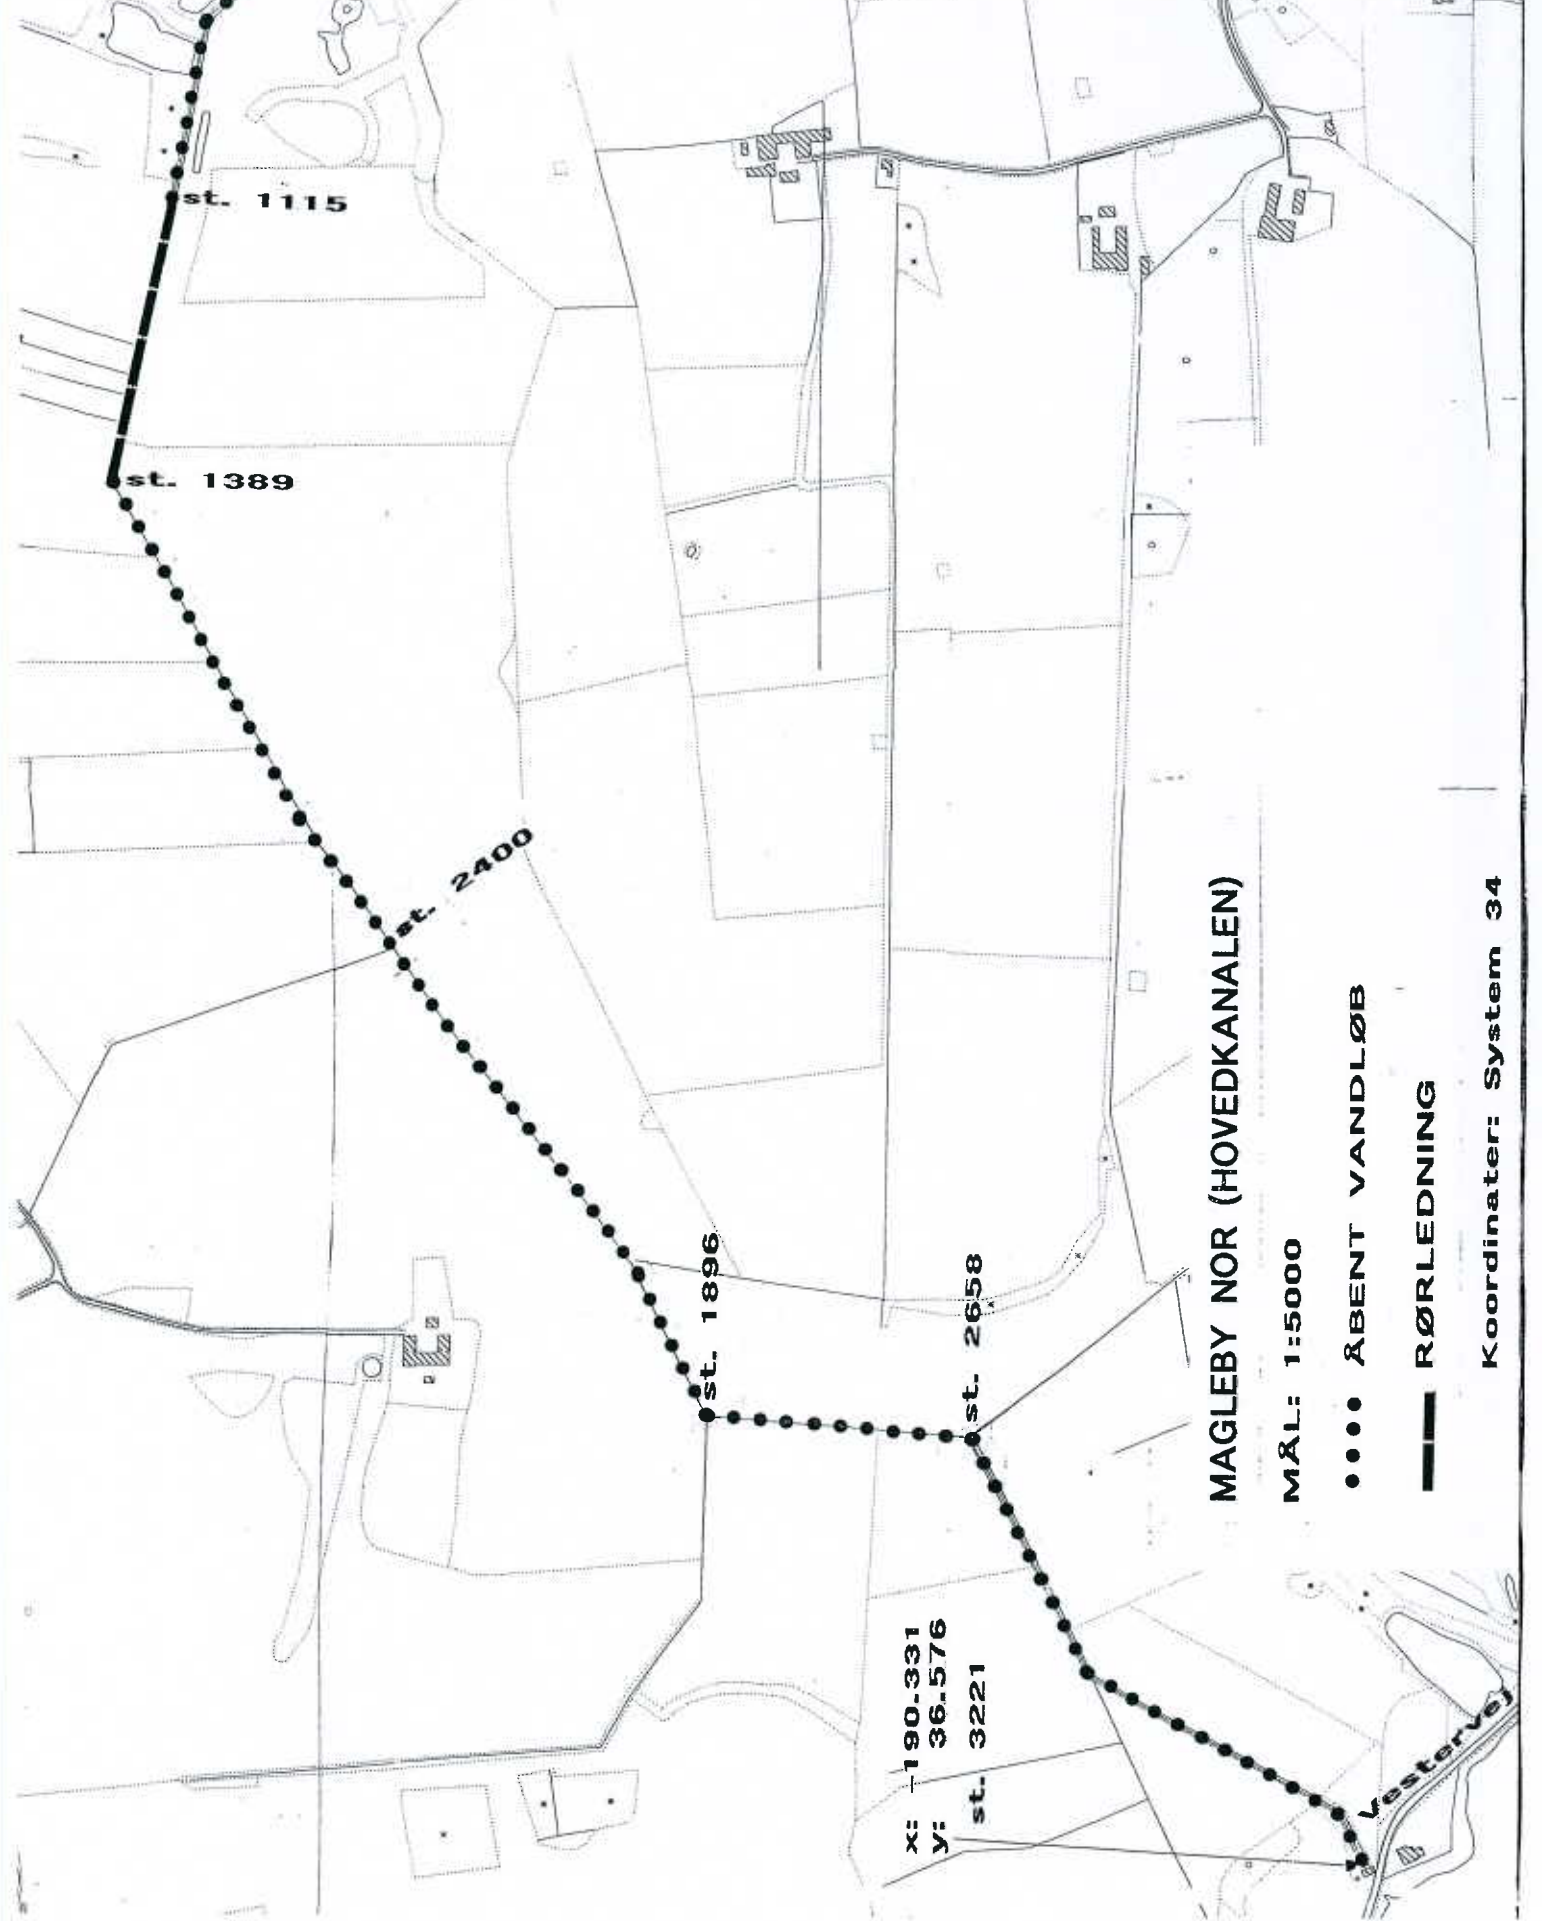 st. 1115
st. 1389
st. 2400
st. 1896
st. 2658
x: -190.331
y: 36.576
st. 3221
Vestervej
MAGLEBY NOR (HOVEDKANALEN)
MÅL: 1:5000
ÅBENT VANDLØB
RØRLEDNING
Koordinater: System 34